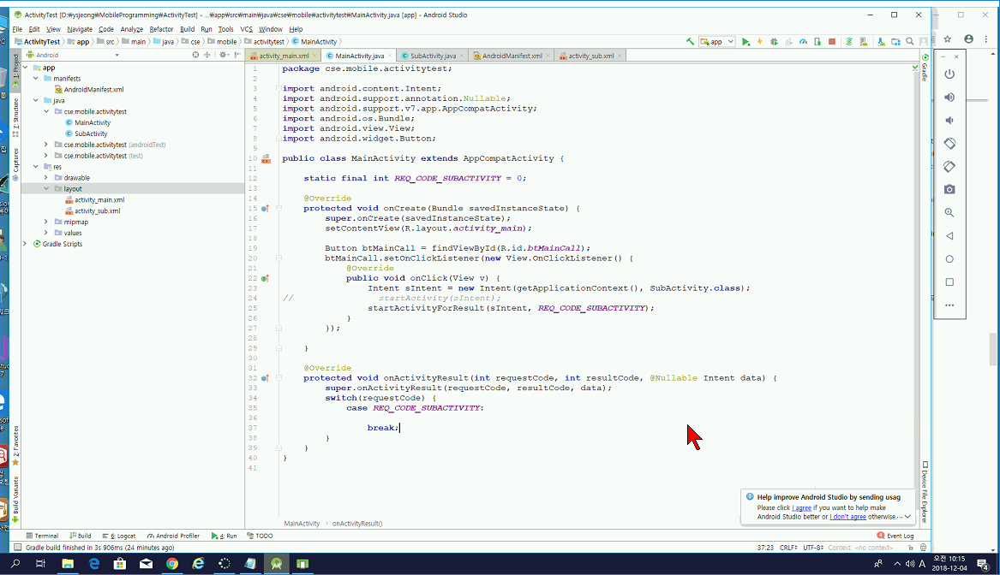 ActivityTest [D:₩ysjeong₩MobileProgramming₩ActivityTest] - ...₩app₩src₩main₩java₩cse₩mobile₩activitytest₩MainActivity.java [app] - Android Studio
File Edit View Navigate Code Analyze Refactor Build Run Tools VCS Window Help
ActivityTest app src main java cse mobile activitytest MainActivity app
Android
activity_main.xml MainActivity.java SubActivity.java AndroidManifest.xml activity_sub.xml
app
manifests
AndroidManifest.xml
java
cse.mobile.activitytest
MainActivity
SubActivity
cse.mobile.activitytest (androidTest)
cse.mobile.activitytest (test)
res
drawable
layout
activity_main.xml
activity_sub.xml
mipmap
values
Gradle Scripts
1: Project
7: Structure
Captures
2: Favorites
Build Variants
Gradle
Device File Explorer
1 package cse.mobile.activitytest;
2
3 import android.content.Intent;
4 import android.support.annotation.Nullable;
5 import android.support.v7.app.AppCompatActivity;
6 import android.os.Bundle;
7 import android.view.View;
8 import android.widget.Button;
9
10 public class MainActivity extends AppCompatActivity {
11
12 static final int REQ_CODE_SUBACTIVITY = 0;
13
14 @Override
15 protected void onCreate(Bundle savedInstanceState) {
16 super.onCreate(savedInstanceState);
17 setContentView(R.layout.activity_main);
18
19 Button btMainCall = findViewById(R.id.btMainCall);
20 btMainCall.setOnClickListener(new View.OnClickListener() {
21 @Override
22 public void onClick(View v) {
23 Intent sIntent = new Intent(getApplicationContext(), SubActivity.class);
24 // startActivity(sIntent);
25 startActivityForResult(sIntent, REQ_CODE_SUBACTIVITY);
26 }
27 });
28
29 }
30
31 @Override
32 protected void onActivityResult(int requestCode, int resultCode, @Nullable Intent data) {
33 super.onActivityResult(requestCode, resultCode, data);
34 switch(requestCode) {
35 case REQ_CODE_SUBACTIVITY:
36
37 break;
38 }
39 }
40 }
41
Help improve Android Studio by sending usag
Please click I agree if you want to help make
Android Studio better or I don't agree otherwise....
MainActivity onActivityResult()
Terminal Build 6: Logcat Android Profiler 4: Run TODO Event Log
Gradle build finished in 3s 906ms (24 minutes ago) 37:23 CRLF÷ UTF-8÷ Context: <no context>
오전 10:15
2018-12-04
A
4